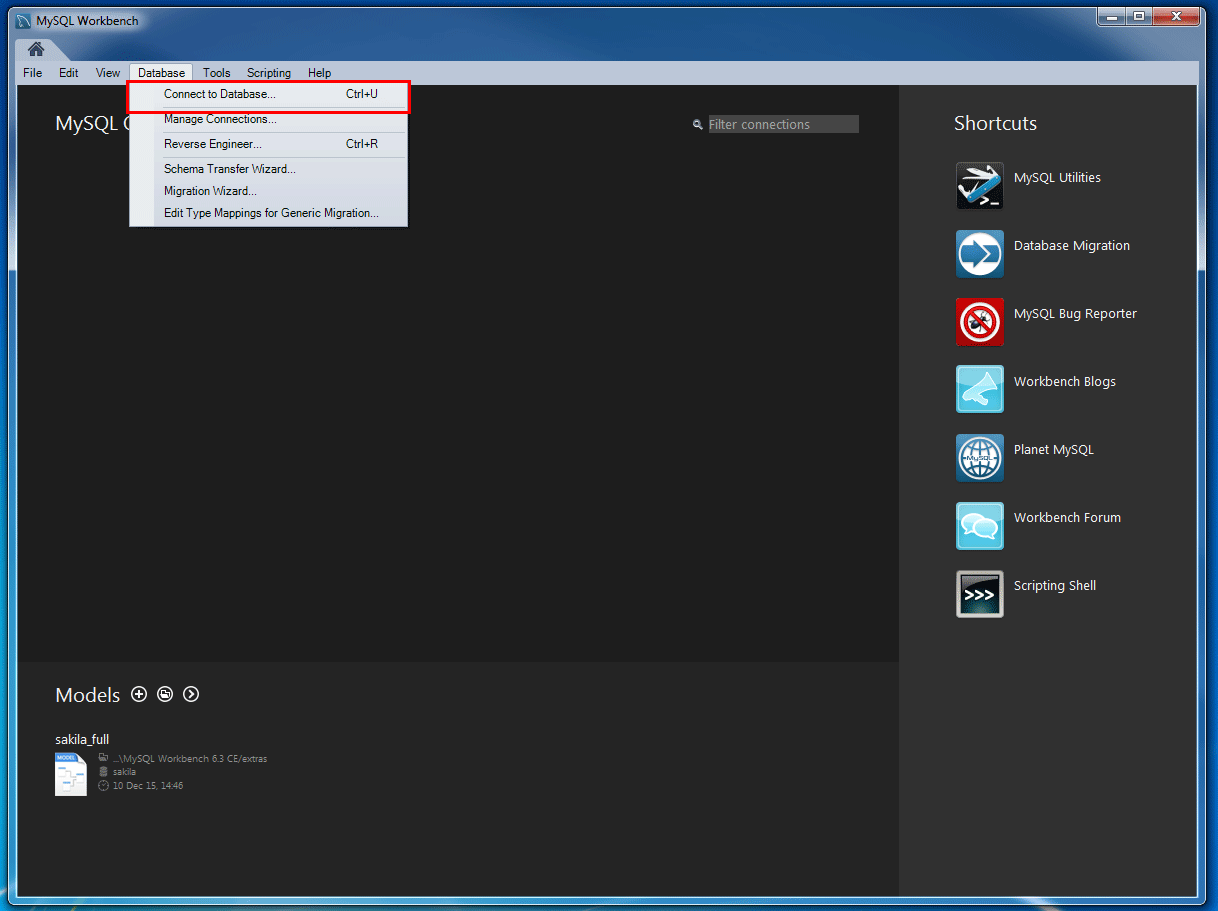 MySQL Workbench
File Edit View Database Tools Scripting Help
Connect to Database... Ctrl+U
Manage Connections...
Reverse Engineer... Ctrl+R
Schema Transfer Wizard...
Migration Wizard...
Edit Type Mappings for Generic Migration...
MySQL
Filter connections
Shortcuts
MySQL Utilities
Database Migration
MySQL Bug Reporter
Workbench Blogs
MySQL
Planet MySQL
Workbench Forum
>>>
Scripting Shell
Models
sakila_full
MODEL
...\MySQL Workbench 6.3 CE/extras
sakila
10 Dec 15, 14:46